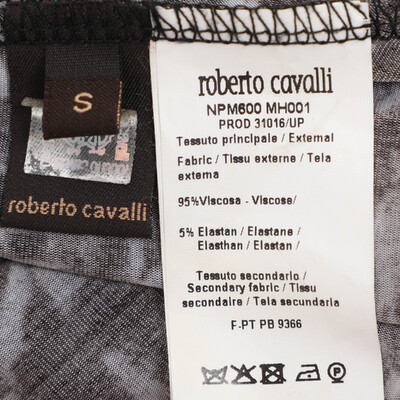 S
roberto cavalli
roberto cavalli
NPM600 MH001
PROD 31016/UP
Tessuto principale / External
Fabric / Tissu externe / Tela
externa
95%Viscosa - Viscose/
5% Elastan / Elastane /
Elasthan / Elastan /
Tessuto secondario /
Secondary fabric / Tissu
secondaire / Tela secundaria
F-PT PB 9366
P